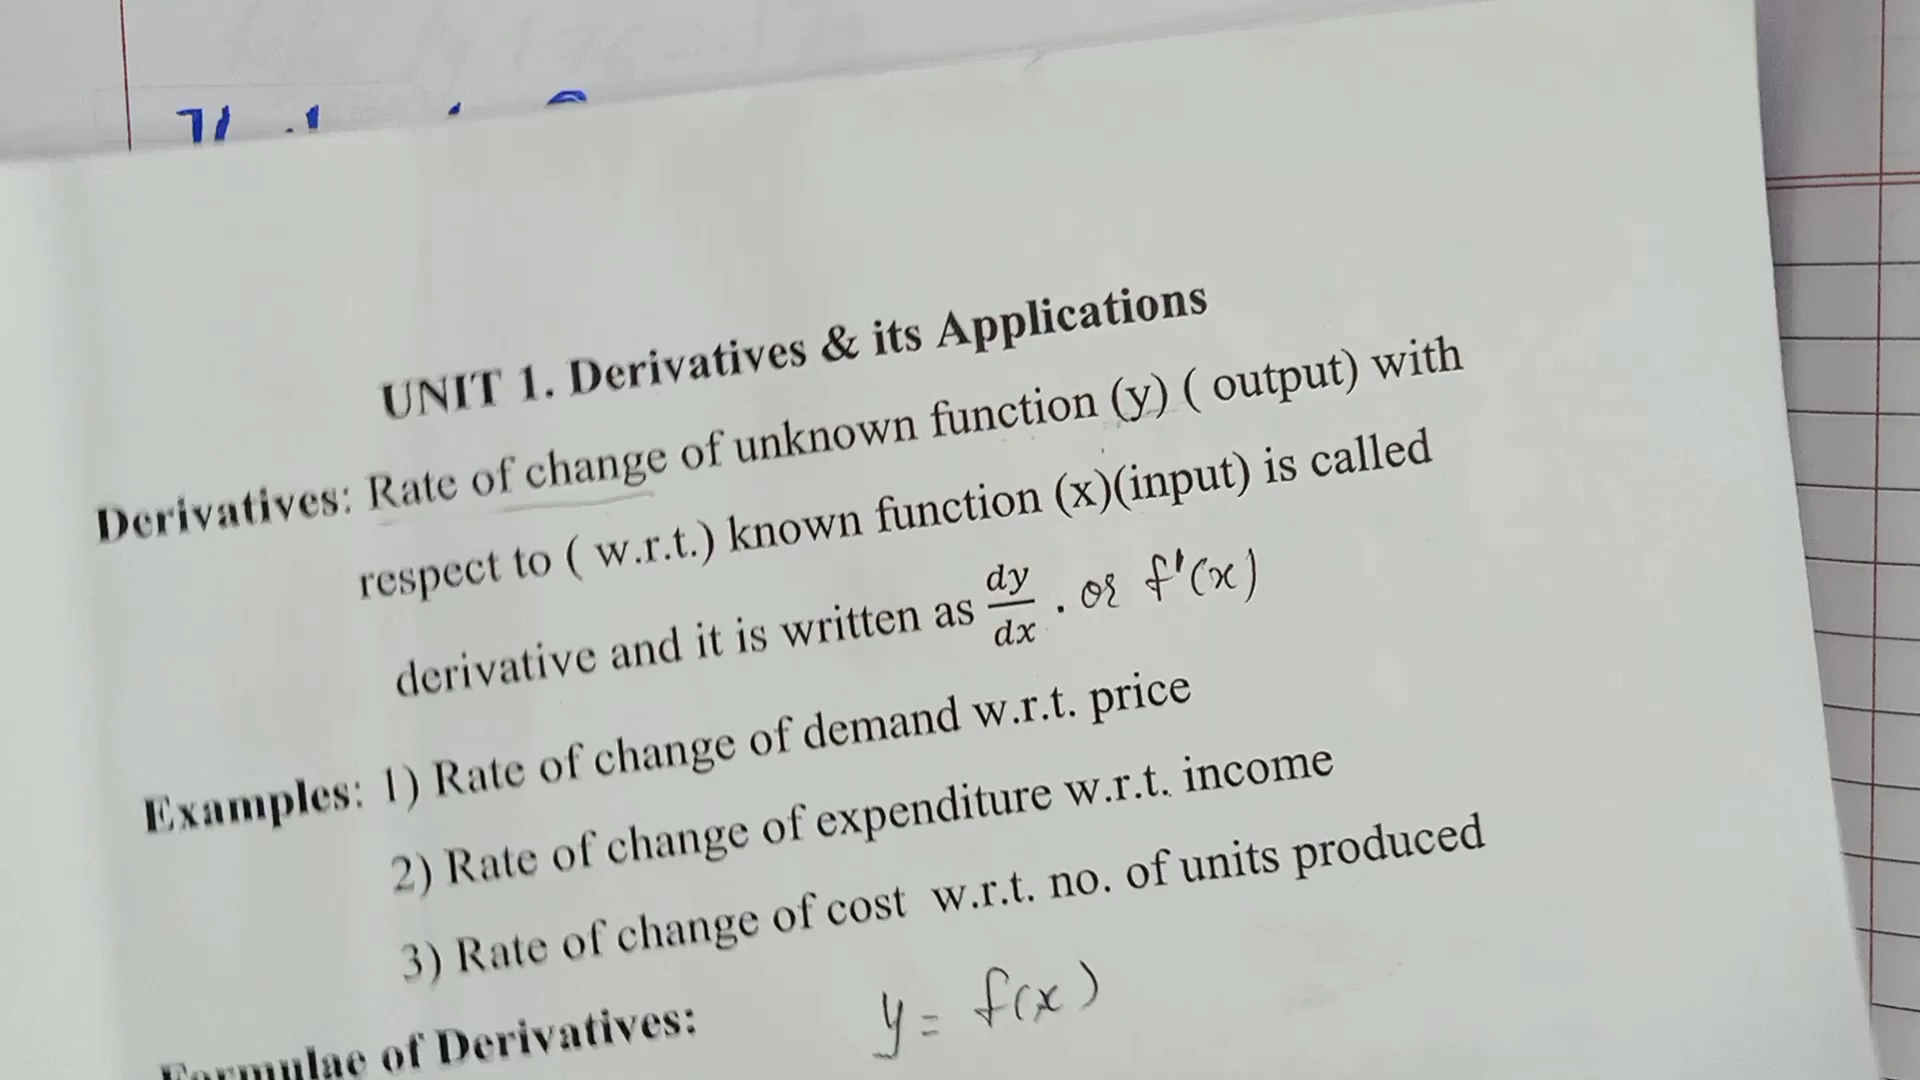 UNIT 1. Derivatives & its Applications
Derivatives: Rate of change of unknown function (y) ( output) with
respect to ( w.r.t.) known function (x)(input) is called
derivative and it is written as dy/dx . or f'(x)
Examples: 1) Rate of change of demand w.r.t. price
2) Rate of change of expenditure w.r.t. income
3) Rate of change of cost w.r.t. no. of units produced
Formulae of Derivatives: y = f(x)